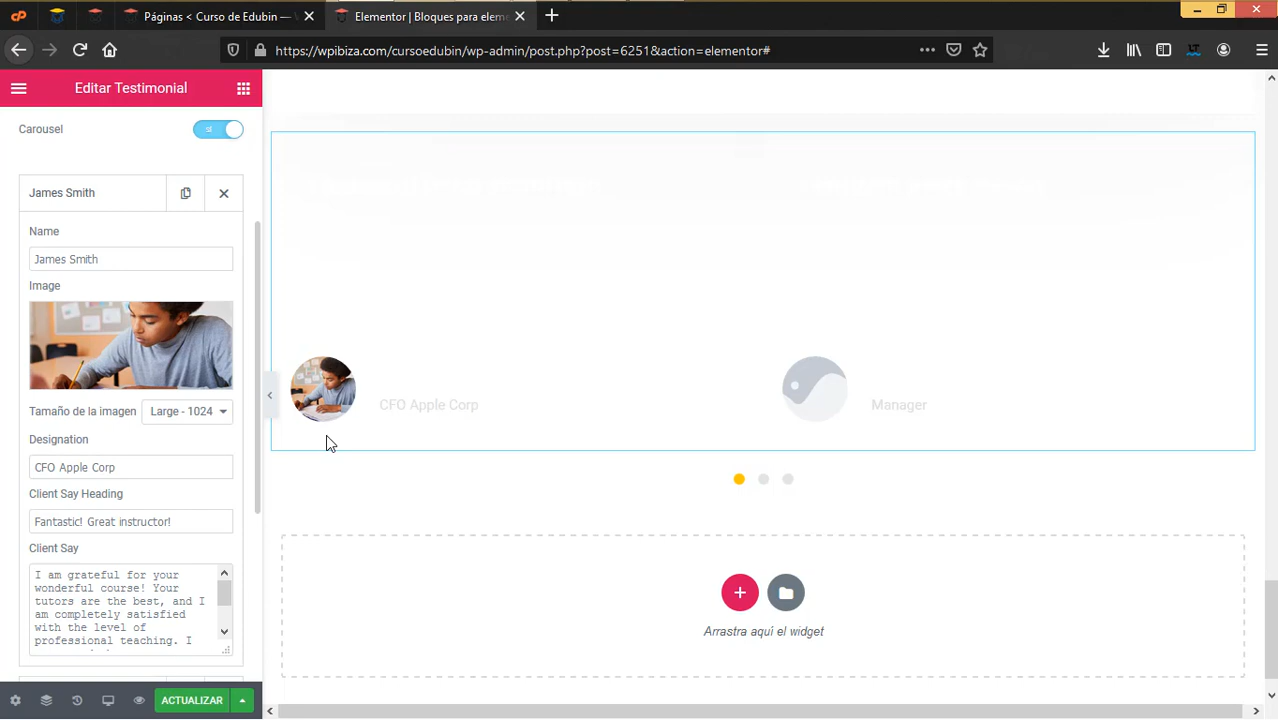 Páginas < Curso de Edubin —
Elementor | Bloques para elem
https://wpibiza.com/cursoedubin/wp-admin/post.php?post=6251&action=elementor#
Editar Testimonial
Carousel
SÍ
James Smith
Name
James Smith
Image
Tamaño de la imagen
Large - 1024
Designation
CFO Apple Corp
Client Say Heading
Fantastic! Great instructor!
Client Say
I am grateful for your
wonderful course! Your
tutors are the best, and I
am completely satisfied
with the level of
professional teaching. I
CFO Apple Corp
Manager
Arrastra aquí el widget
ACTUALIZAR